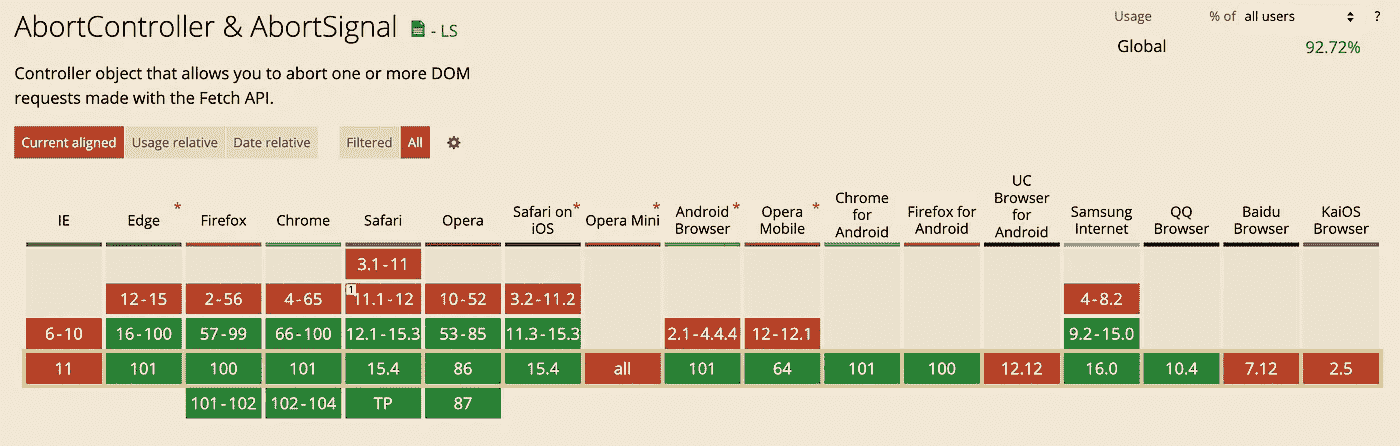 AbortController & AbortSignal - LS
Usage % of all users ?
Global 92.72%
Controller object that allows you to abort one or more DOM
requests made with the Fetch API.
Current aligned Usage relative Date relative Filtered All
IE Edge * Firefox Chrome Safari Opera Safari on iOS * Opera Mini * Android Browser * Opera Mobile * Chrome for Android Firefox for Android UC Browser for Android Samsung Internet QQ Browser Baidu Browser KaiOS Browser
3.1-11
12-15 2-56 4-65 1 11.1-12 10-52 3.2-11.2 4-8.2
6-10 16-100 57-99 66-100 12.1-15.3 53-85 11.3-15.3 2.1-4.4.4 12-12.1 9.2-15.0
11 101 100 101 15.4 86 15.4 all 101 64 101 100 12.12 16.0 10.4 7.12 2.5
101-102 102-104 TP 87